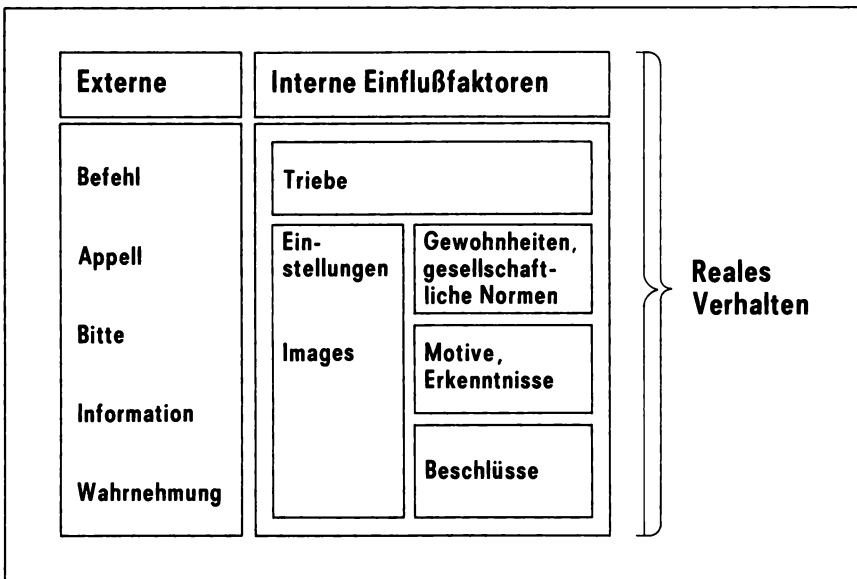 Externe
Interne Einflußfaktoren
Befehl
Appell
Bitte
Information
Wahrnehmung
Triebe
Ein-
stellungen
Images
Gewohnheiten,
gesellschaft-
liche Normen
Motive,
Erkenntnisse
Beschlüsse
Reales
Verhalten